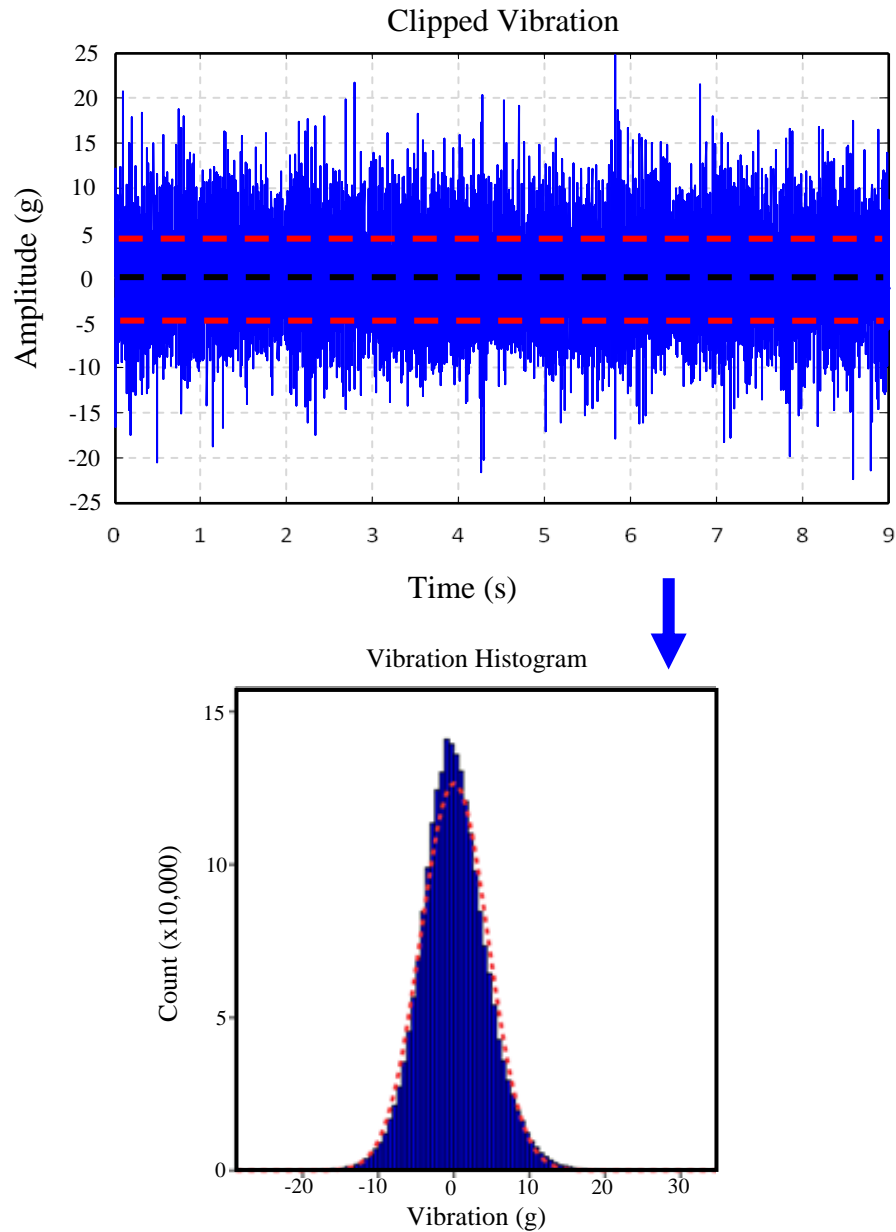 Clipped Vibration
25
20
15
10
5
0
-5
-10
-15
-20
-25
Amplitude (g)
0 1 2 3 4 5 6 7 8 9
Time (s)
Vibration Histogram
15
10
5
0
Count (x10,000)
-20 -10 0 10 20 30
Vibration (g)